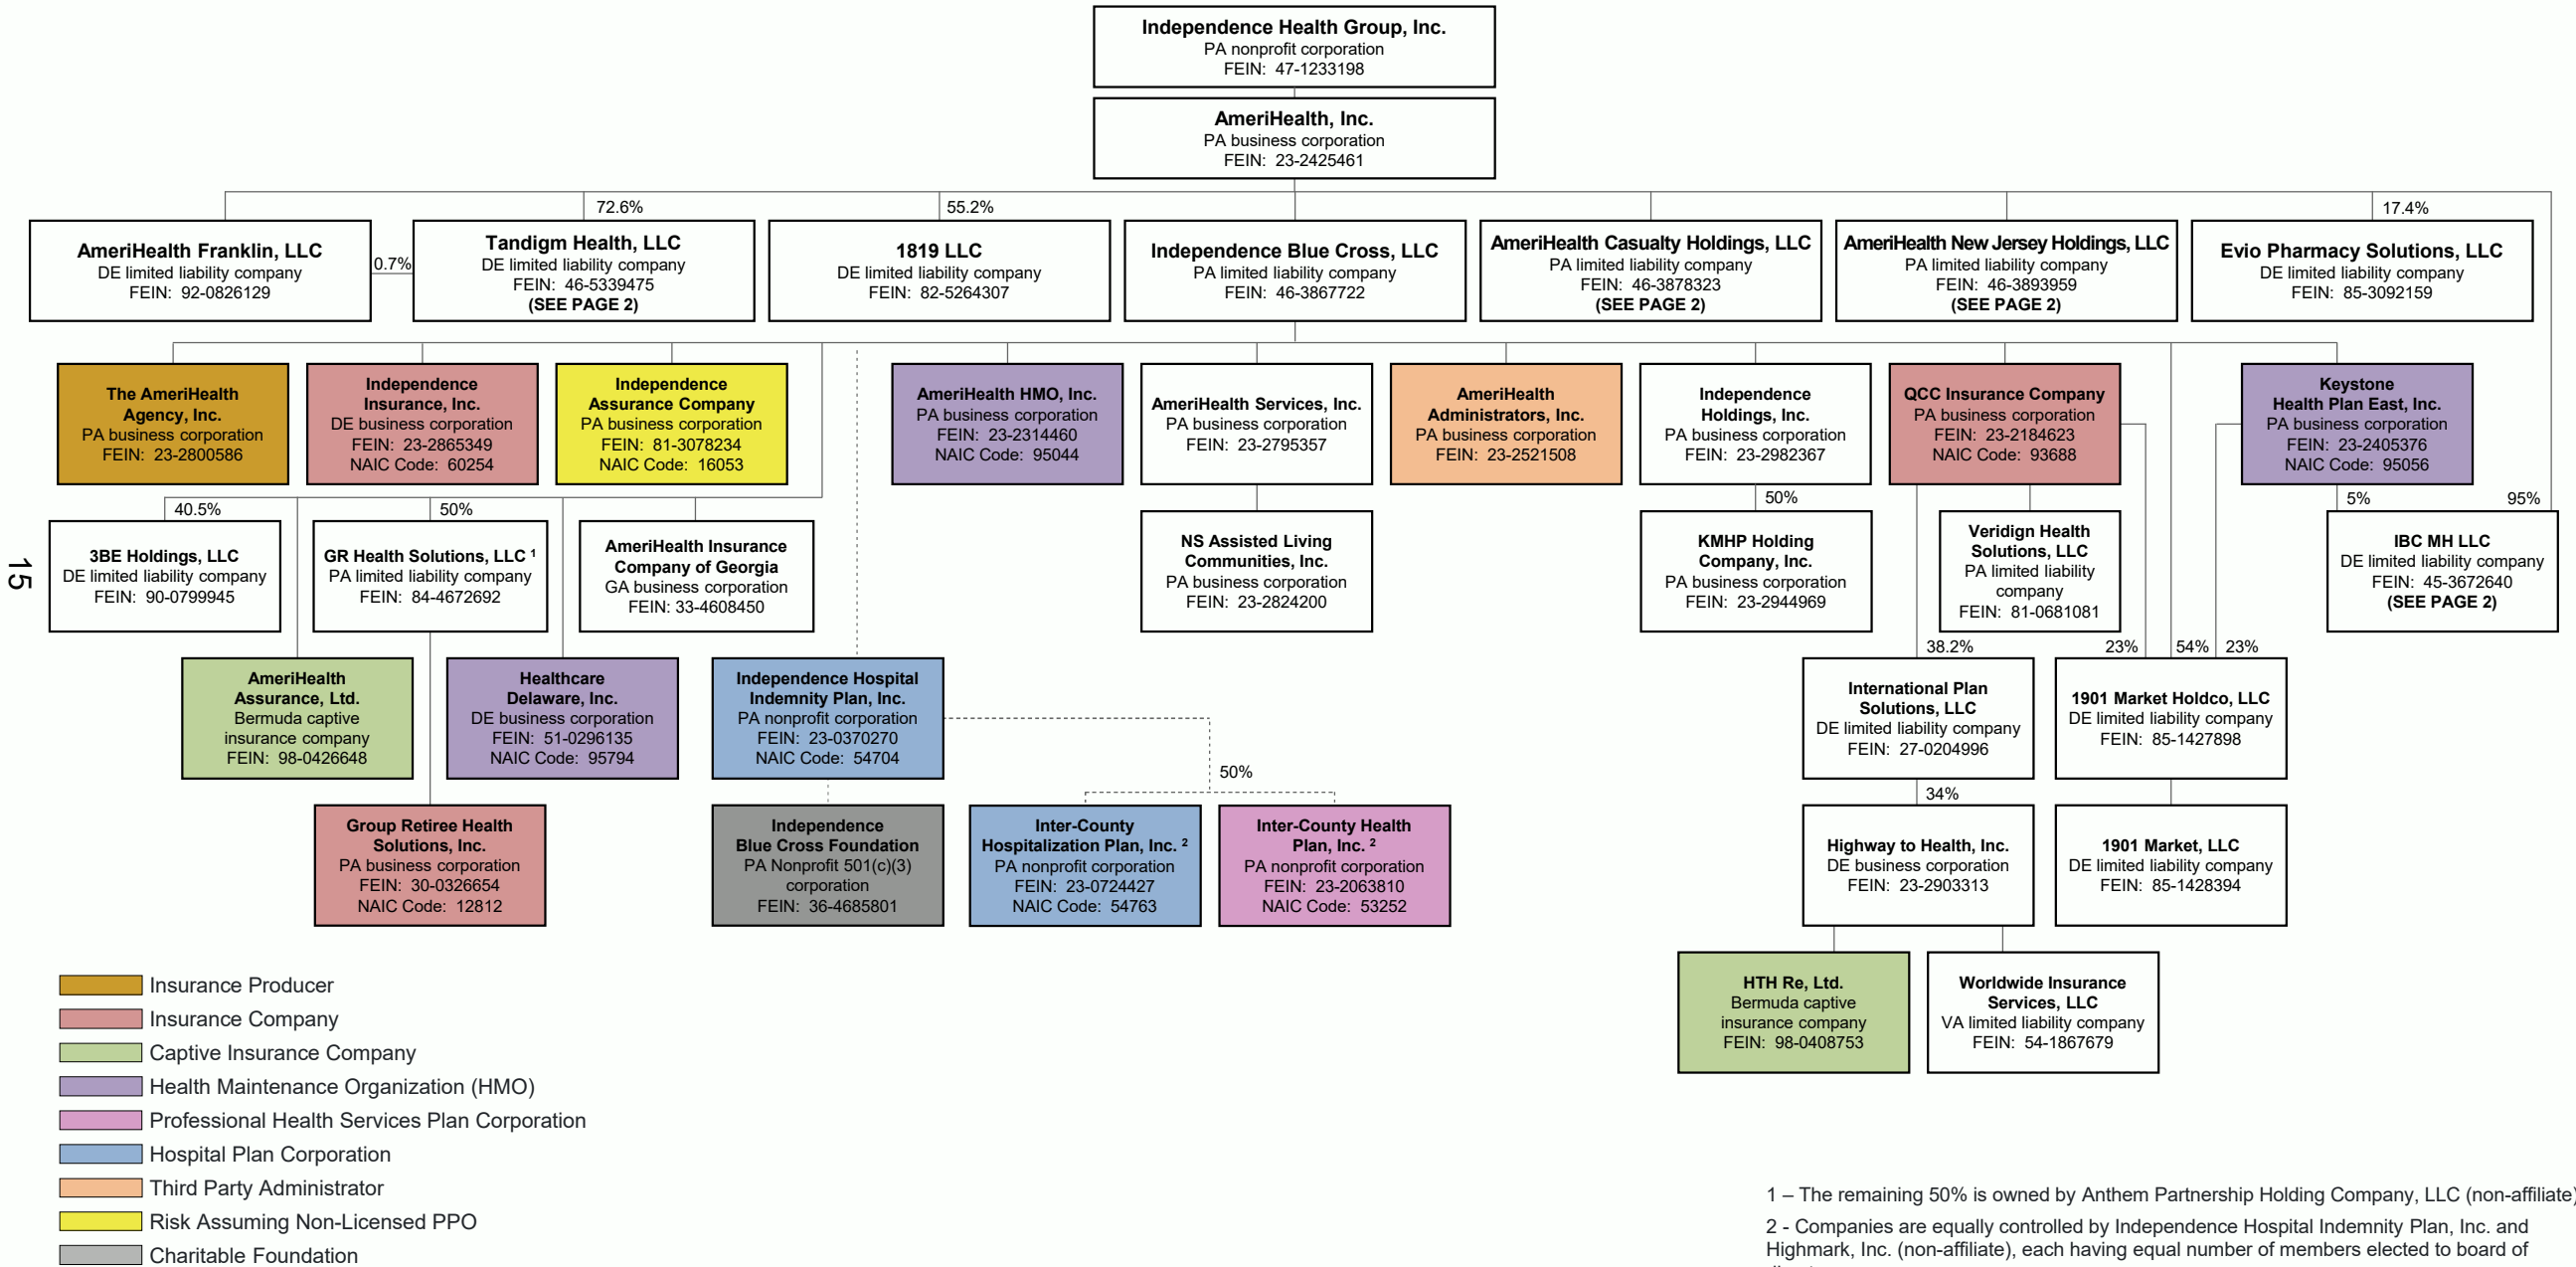 Independence Health Group, Inc.
PA nonprofit corporation
FEIN: 47-1233198
AmeriHealth, Inc.
PA business corporation
FEIN: 23-2425461
72.6%
55.2%
17.4%
AmeriHealth Franklin, LLC
DE limited liability company
FEIN: 92-0826129
0.7%
Tandigm Health, LLC
DE limited liability company
FEIN: 46-5339475
(SEE PAGE 2)
1819 LLC
DE limited liability company
FEIN: 82-5264307
Independence Blue Cross, LLC
PA limited liability company
FEIN: 46-3867722
AmeriHealth Casualty Holdings, LLC
PA limited liability company
FEIN: 46-3878323
(SEE PAGE 2)
AmeriHealth New Jersey Holdings, LLC
PA limited liability company
FEIN: 46-3893959
(SEE PAGE 2)
Evio Pharmacy Solutions, LLC
DE limited liability company
FEIN: 85-3092159
The AmeriHealth
Agency, Inc.
PA business corporation
FEIN: 23-2800586
Independence
Insurance, Inc.
DE business corporation
FEIN: 23-2865349
NAIC Code: 60254
Independence
Assurance Company
PA business corporation
FEIN: 81-3078234
NAIC Code: 16053
AmeriHealth HMO, Inc.
PA business corporation
FEIN: 23-2314460
NAIC Code: 95044
AmeriHealth Services, Inc.
PA business corporation
FEIN: 23-2795357
AmeriHealth
Administrators, Inc.
PA business corporation
FEIN: 23-2521508
Independence
Holdings, Inc.
PA business corporation
FEIN: 23-2982367
QCC Insurance Company
PA business corporation
FEIN: 23-2184623
NAIC Code: 93688
Keystone
Health Plan East, Inc.
PA business corporation
FEIN: 23-2405376
NAIC Code: 95056
40.5%
50%
50%
5%
95%
3BE Holdings, LLC
DE limited liability company
FEIN: 90-0799945
GR Health Solutions, LLC 1
PA limited liability company
FEIN: 84-4672692
AmeriHealth Insurance
Company of Georgia
GA business corporation
FEIN: 33-4608450
NS Assisted Living
Communities, Inc.
PA business corporation
FEIN: 23-2824200
KMHP Holding
Company, Inc.
PA business corporation
FEIN: 23-2944969
Veridign Health
Solutions, LLC
PA limited liability
company
FEIN: 81-0681081
IBC MH LLC
DE limited liability company
FEIN: 45-3672640
(SEE PAGE 2)
15
38.2%
23%
54%
23%
AmeriHealth
Assurance, Ltd.
Bermuda captive
insurance company
FEIN: 98-0426648
Healthcare
Delaware, Inc.
DE business corporation
FEIN: 51-0296135
NAIC Code: 95794
Independence Hospital
Indemnity Plan, Inc.
PA nonprofit corporation
FEIN: 23-0370270
NAIC Code: 54704
International Plan
Solutions, LLC
DE limited liability company
FEIN: 27-0204996
1901 Market Holdco, LLC
DE limited liability company
FEIN: 85-1427898
50%
34%
Group Retiree Health
Solutions, Inc.
PA business corporation
FEIN: 30-0326654
NAIC Code: 12812
Independence
Blue Cross Foundation
PA Nonprofit 501(c)(3)
corporation
FEIN: 36-4685801
Inter-County
Hospitalization Plan, Inc. 2
PA nonprofit corporation
FEIN: 23-0724427
NAIC Code: 54763
Inter-County Health
Plan, Inc. 2
PA nonprofit corporation
FEIN: 23-2063810
NAIC Code: 53252
Highway to Health, Inc.
DE business corporation
FEIN: 23-2903313
1901 Market, LLC
DE limited liability company
FEIN: 85-1428394
HTH Re, Ltd.
Bermuda captive
insurance company
FEIN: 98-0408753
Worldwide Insurance
Services, LLC
VA limited liability company
FEIN: 54-1867679
Insurance Producer
Insurance Company
Captive Insurance Company
Health Maintenance Organization (HMO)
Professional Health Services Plan Corporation
Hospital Plan Corporation
Third Party Administrator
Risk Assuming Non-Licensed PPO
Charitable Foundation
1 – The remaining 50% is owned by Anthem Partnership Holding Company, LLC (non-affiliate)
2 - Companies are equally controlled by Independence Hospital Indemnity Plan, Inc. and
Highmark, Inc. (non-affiliate), each having equal number of members elected to board of